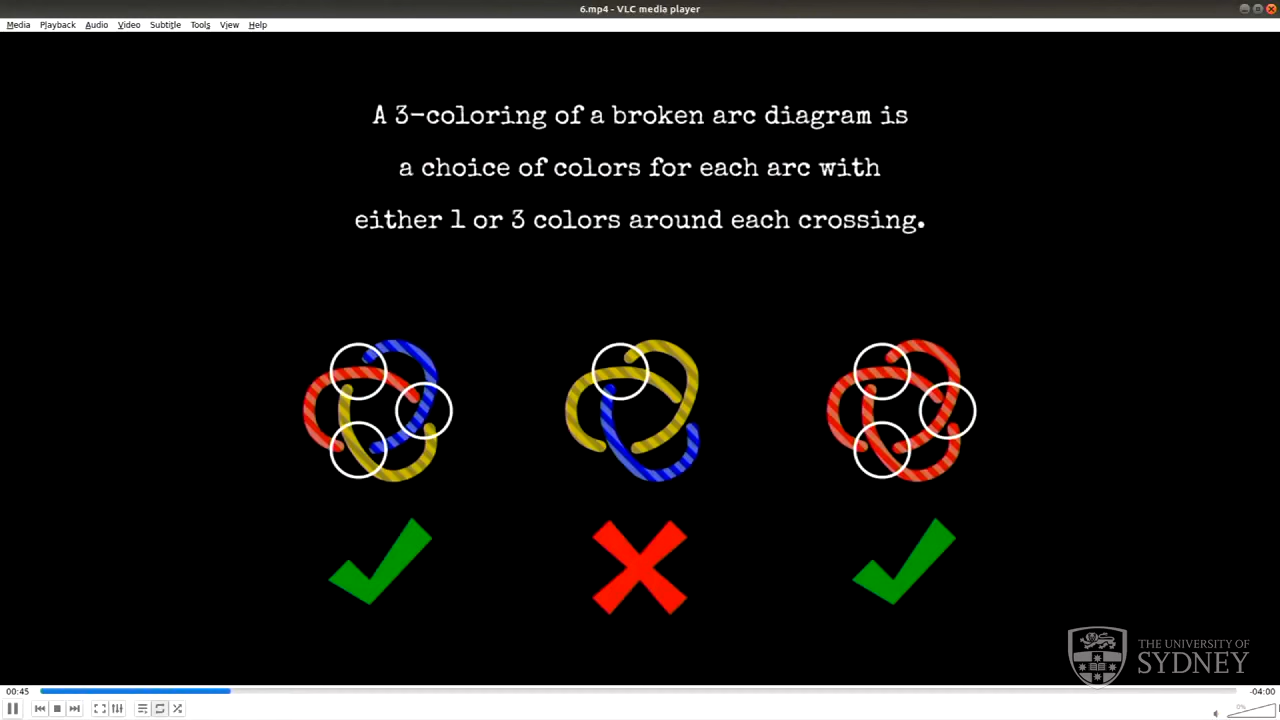 6.mp4 - VLC media player
Media Playback Audio Video Subtitle Tools View Help
A 3-coloring of a broken arc diagram is
a choice of colors for each arc with
either 1 or 3 colors around each crossing.
THE UNIVERSITY OF
SYDNEY
00:45
-04:00
0%